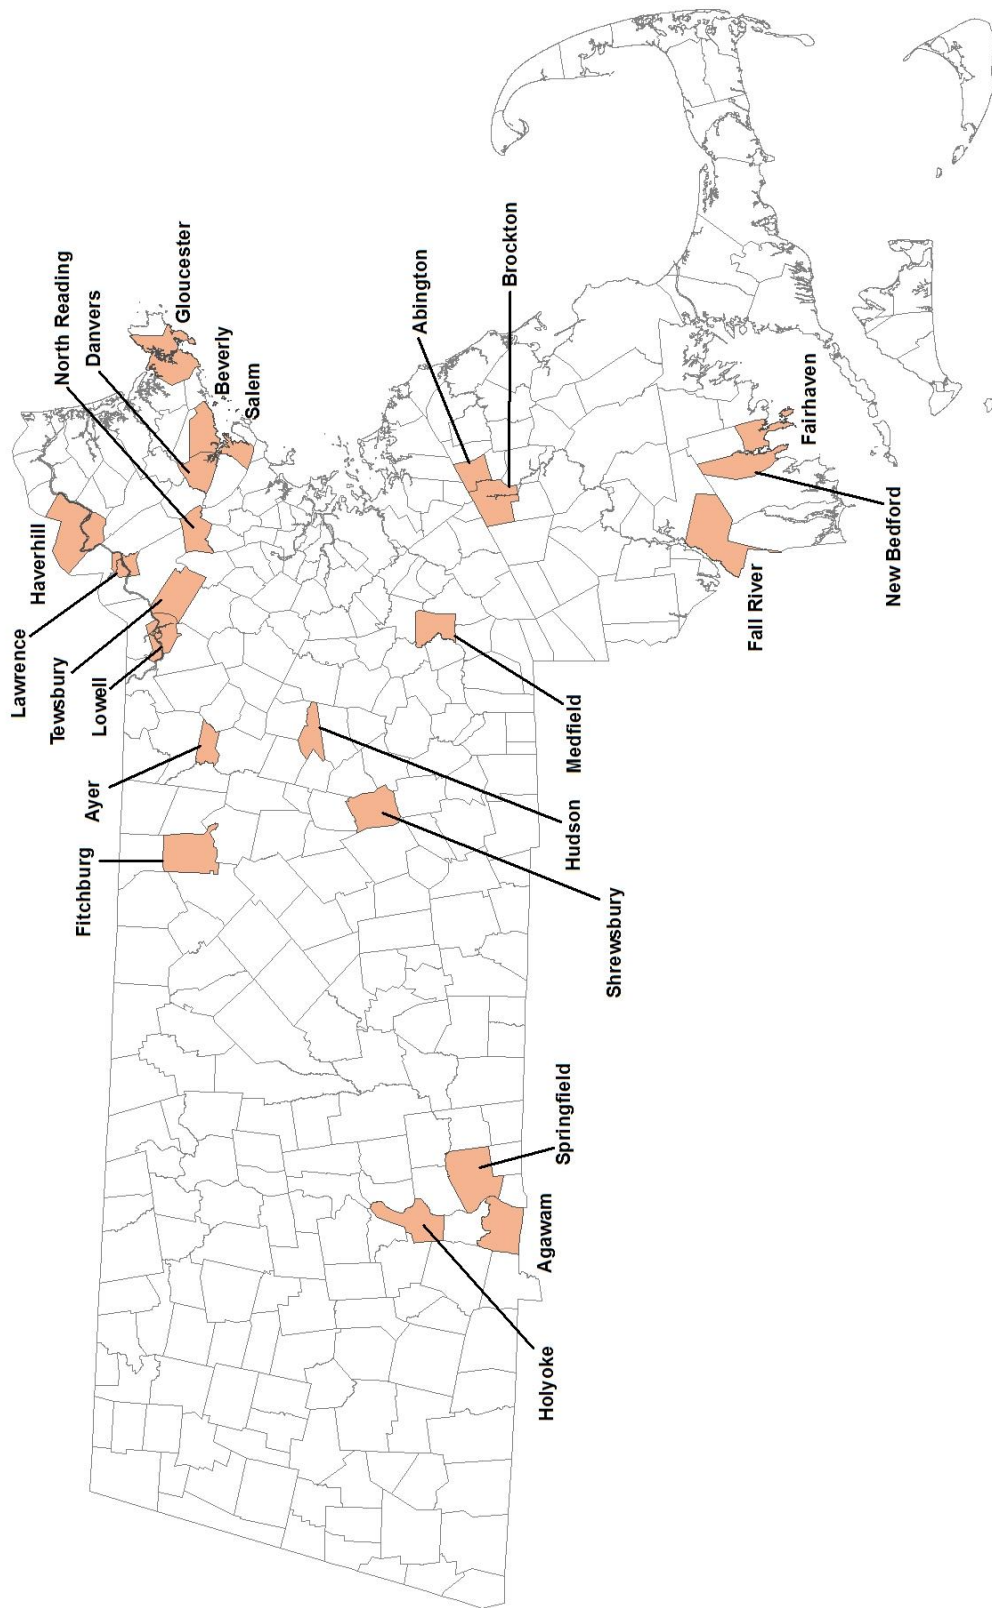 Lawrence
Haverhill
Tewsbury
Lowell
North Reading
Danvers
Gloucester
Beverly
Salem
Ayer
Fitchburg
Abington
Brockton
Medfield
Hudson
Shrewsbury
Springfield
Agawam
Holyoke
Fall River
New Bedford
Fairhaven